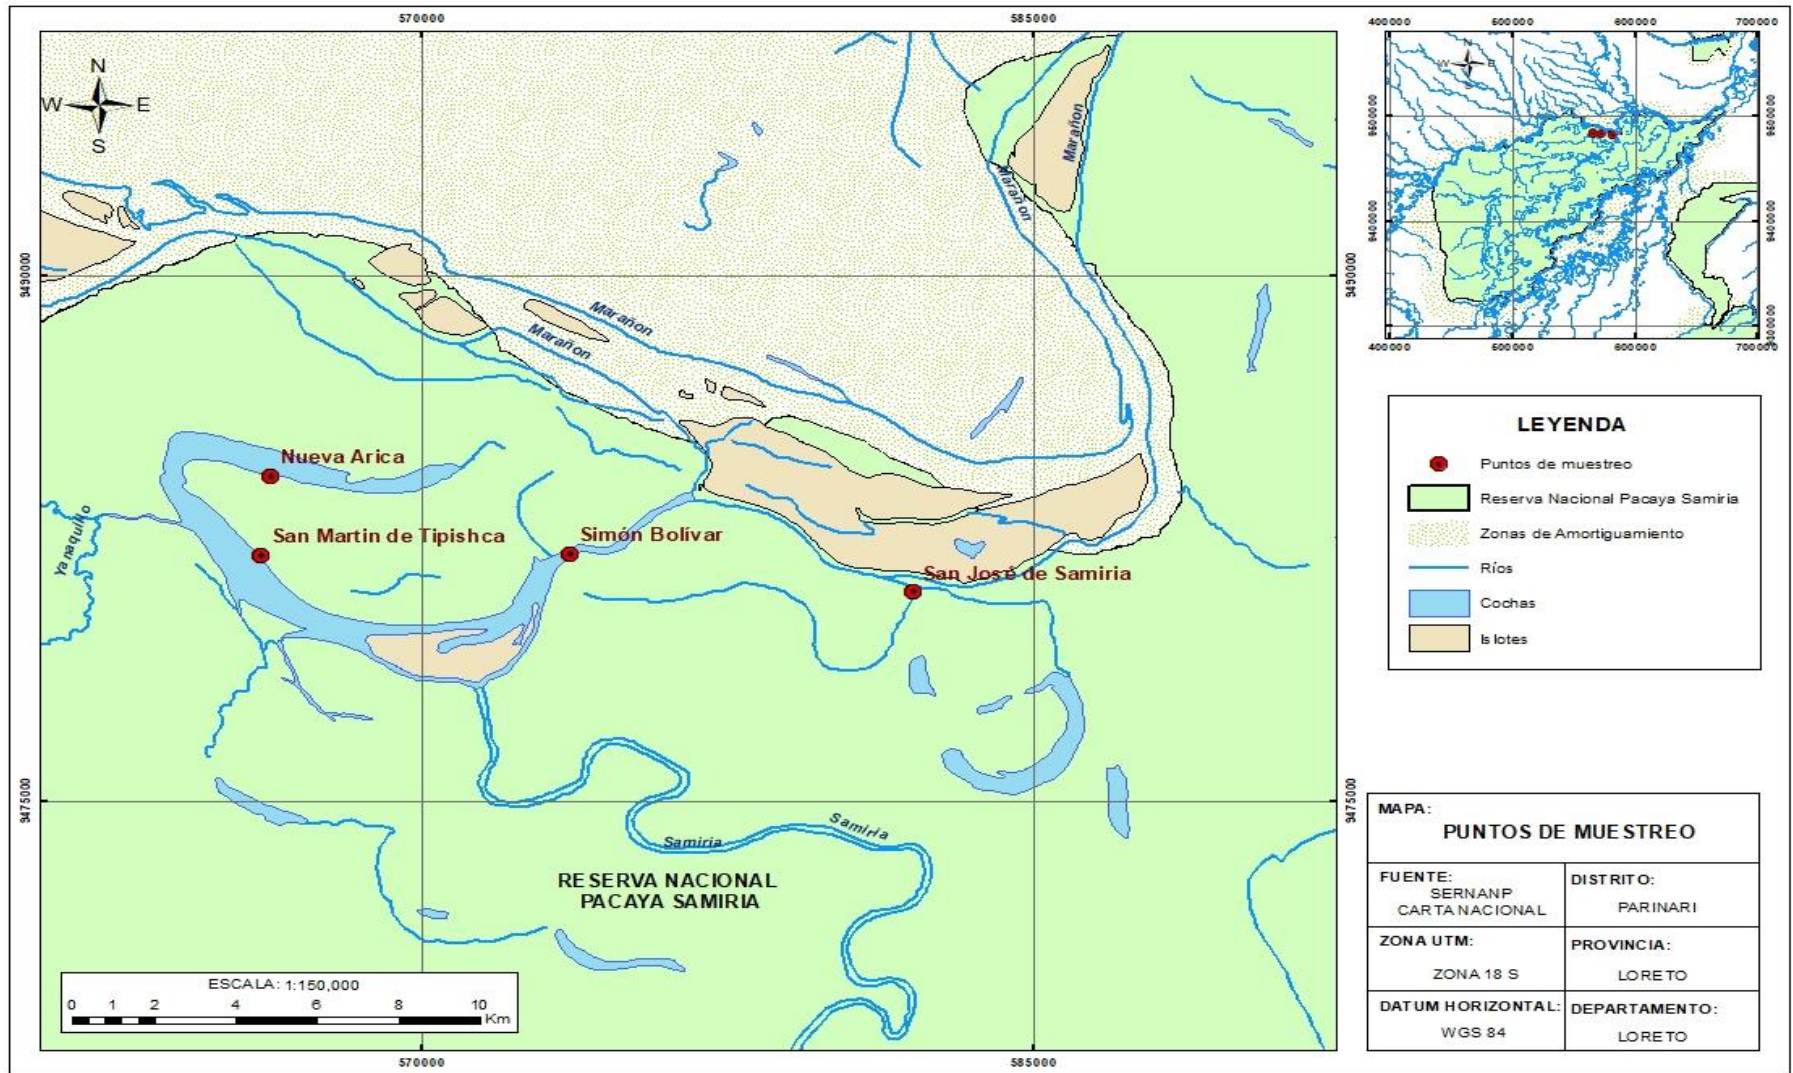 570000
585000
N
W
E
S
9490000
9490000
9475000
9475000
570000
585000
Marañon
Marañon
Marañon
Marañon
Nueva Arica
San Martin de Tipishca
Simón Bolívar
San José de Samiria
Yanaquillo
Samiria
Samiria
RESERVA NACIONAL
PACAYA SAMIRIA
ESCALA: 1:150,000
0 1 2 4 6 8 10
Km
400000 500000 600000 700000
N
W
E
9500000
9500000
9400000
9400000
400000 500000 600000 700000
LEYENDA
Puntos de muestreo
Reserva Nacional Pacaya Samiria
Zonas de Amortiguamiento
Ríos
Cochas
Islotes
MAPA:
PUNTOS DE MUESTREO
FUENTE:
SERNANP
CARTA NACIONAL
DISTRITO:
PARINARI
ZONA UTM:
ZONA 18 S
PROVINCIA:
LORETO
DATUM HORIZONTAL:
WGS 84
DEPARTAMENTO:
LORETO